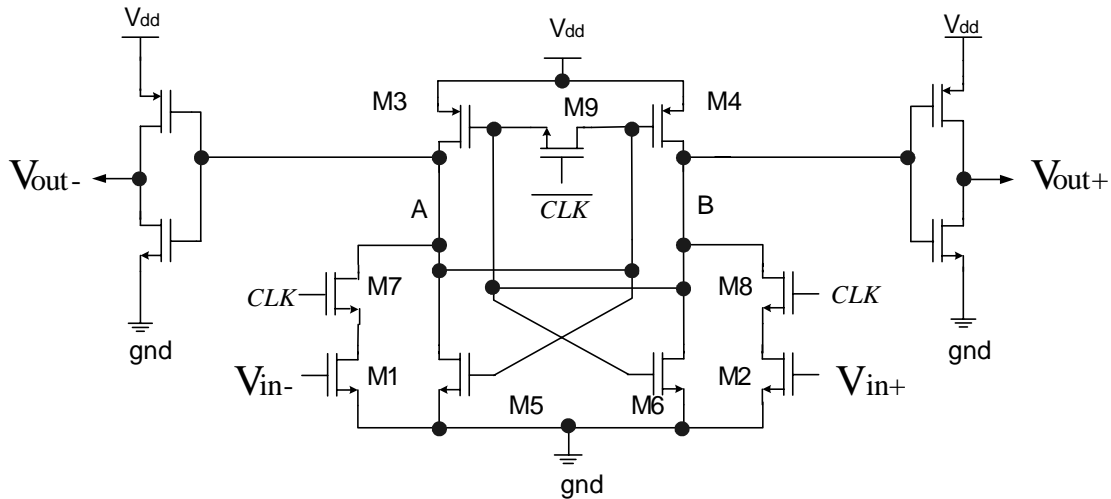 Vdd
Vdd
Vdd
M3
M9
M4
Vout-
Vout+
CLK
A
B
CLK
M7
M8
CLK
Vin-
M1
M5
M6
M2
Vin+
gnd
gnd
gnd